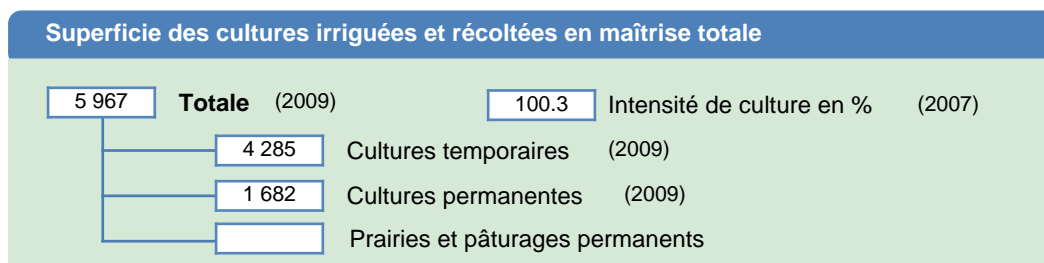 Superficie des cultures irriguées et récoltées en maîtrise totale
5 967 Totale (2009) 100.3 Intensité de culture en % (2007)
4 285 Cultures temporaires (2009)
1 682 Cultures permanentes (2009)
Prairies et pâturages permanents